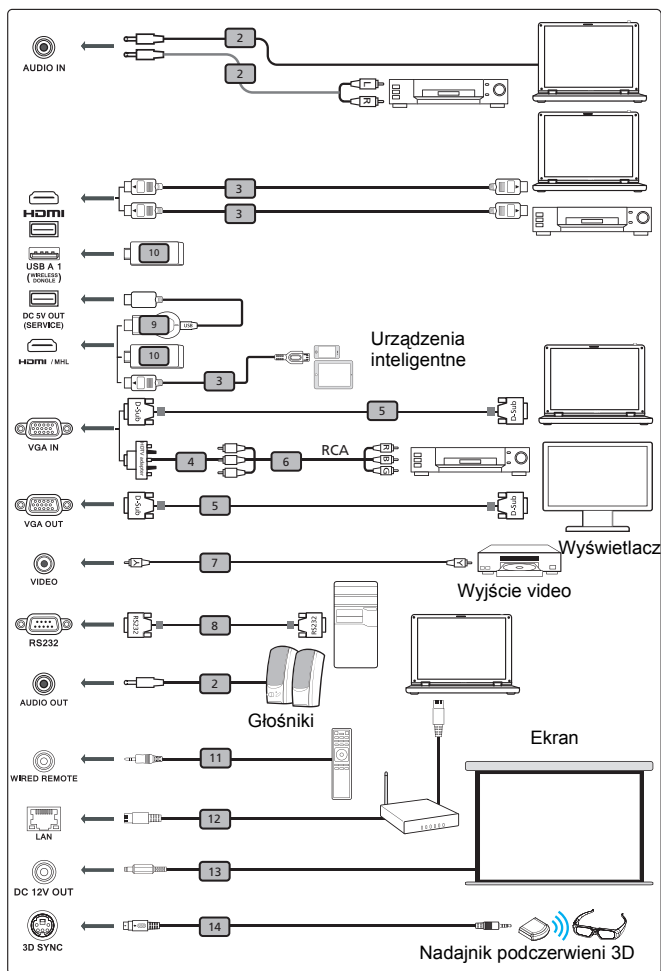 2
AUDIO IN
2
L
R
HDMI
3
3
USB A 1
(WIRELESS DONGLE)
10
DC 5V OUT
(SERVICE)
9
USB
HDMI / MHL
10
3
Urządzenia
inteligentne
VGA IN
D-Sub
5
D-Sub
HDTV adapter
4
6
RCA
R
B
G
VGA OUT
D-Sub
5
D-Sub
Wyświetlacz
VIDEO
Y
7
Y
Wyjście video
RS232
RS232
8
RS232
AUDIO OUT
2
Głośniki
Ekran
WIRED REMOTE
11
LAN
12
DC 12V OUT
13
3D SYNC
14
Nadajnik podczerwieni 3D